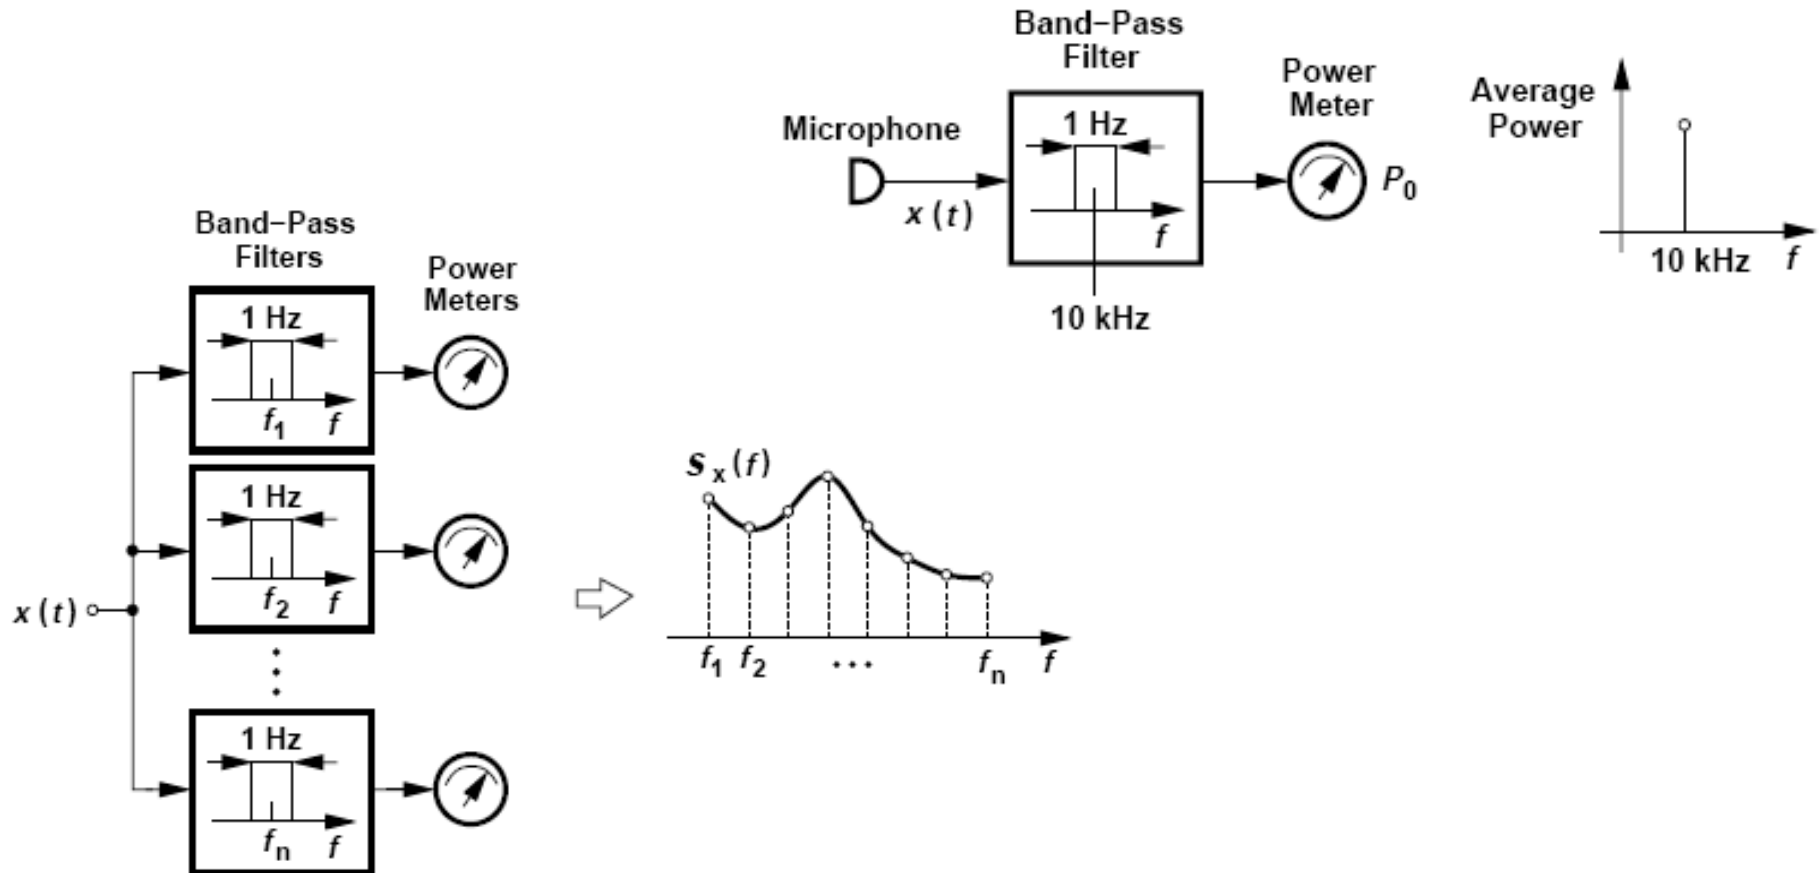 Band-Pass
Filter
Power
Meter
Average
Power
Microphone
1 Hz
x (t)
f
P0
10 kHz
10 kHz
f
Band-Pass
Filters
Power
Meters
1 Hz
f1
f
1 Hz
f2
f
x (t)
1 Hz
fn
f
Sx (f)
f1
f2
...
fn
f